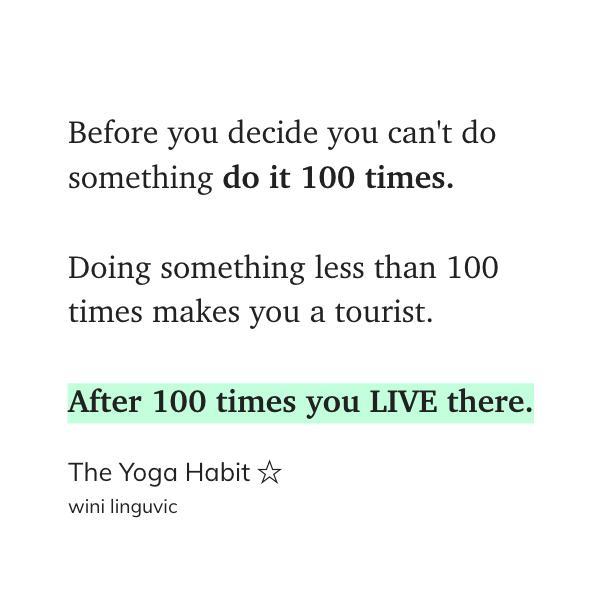 Before you decide you can't do
something do it 100 times.
Doing something less than 100
times makes you a tourist.
After 100 times you LIVE there.
The Yoga Habit ☆
wini linguvic